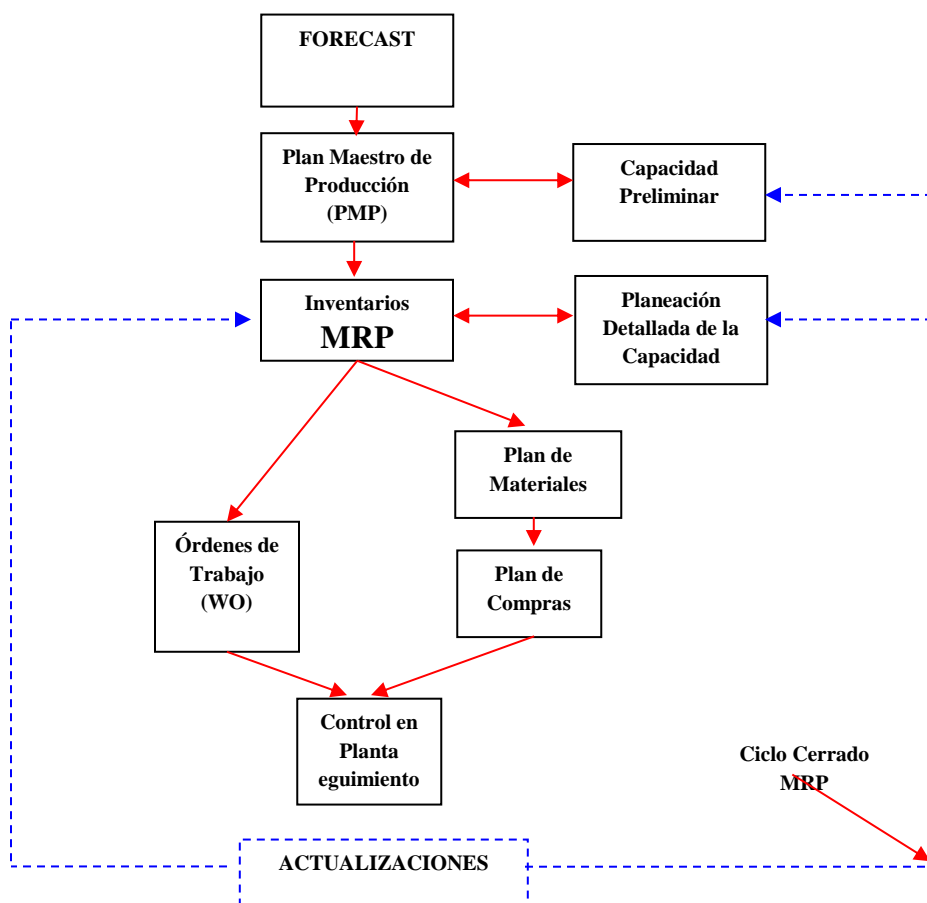 FORECAST
Plan Maestro de
Producción
(PMP)
Capacidad
Preliminar
Inventarios
MRP
Planeación
Detallada de la
Capacidad
Plan de
Materiales
Órdenes de
Trabajo
(WO)
Plan de
Compras
Control en
Planta
eguimiento
Ciclo Cerrado
MRP
ACTUALIZACIONES